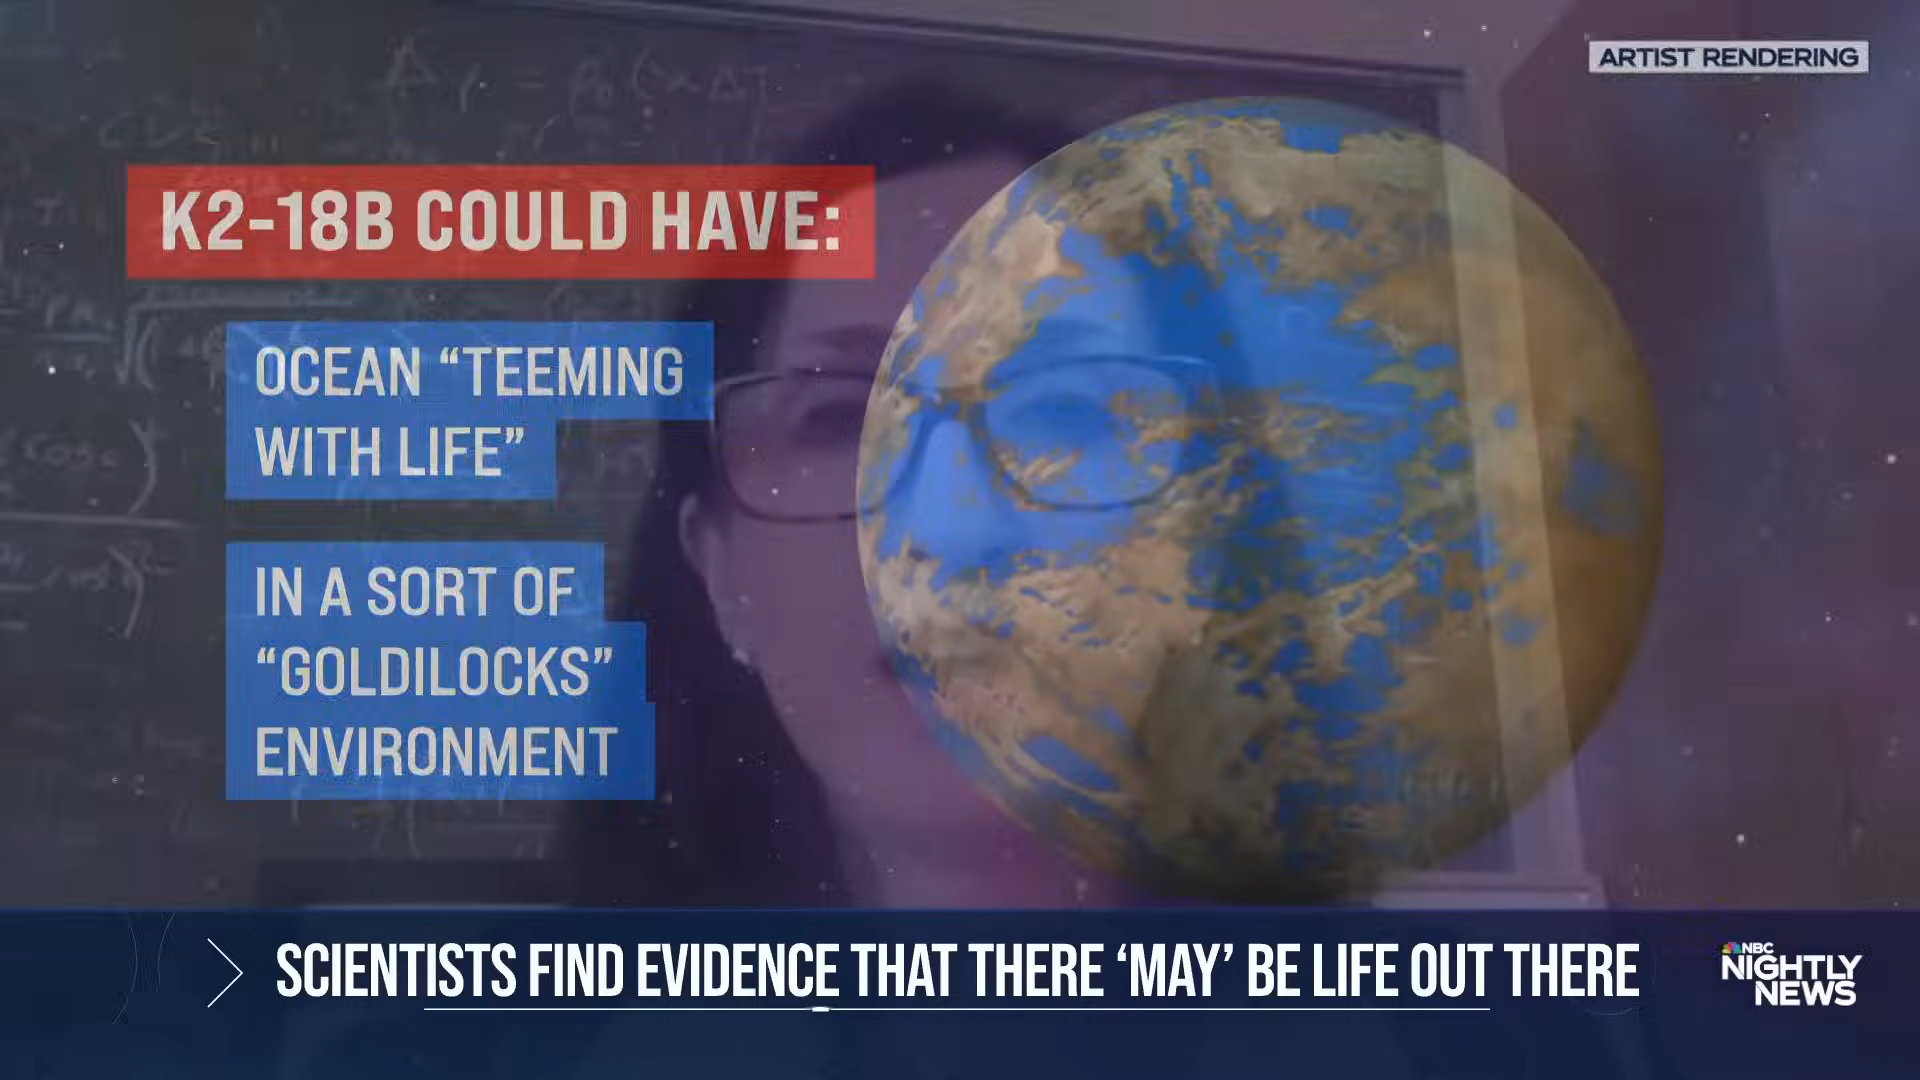 ARTIST RENDERING
K2-18B COULD HAVE:
OCEAN “TEEMING
WITH LIFE”
IN A SORT OF
“GOLDILOCKS”
ENVIRONMENT
SCIENTISTS FIND EVIDENCE THAT THERE ‘MAY’ BE LIFE OUT THERE
NBC
NIGHTLY
NEWS